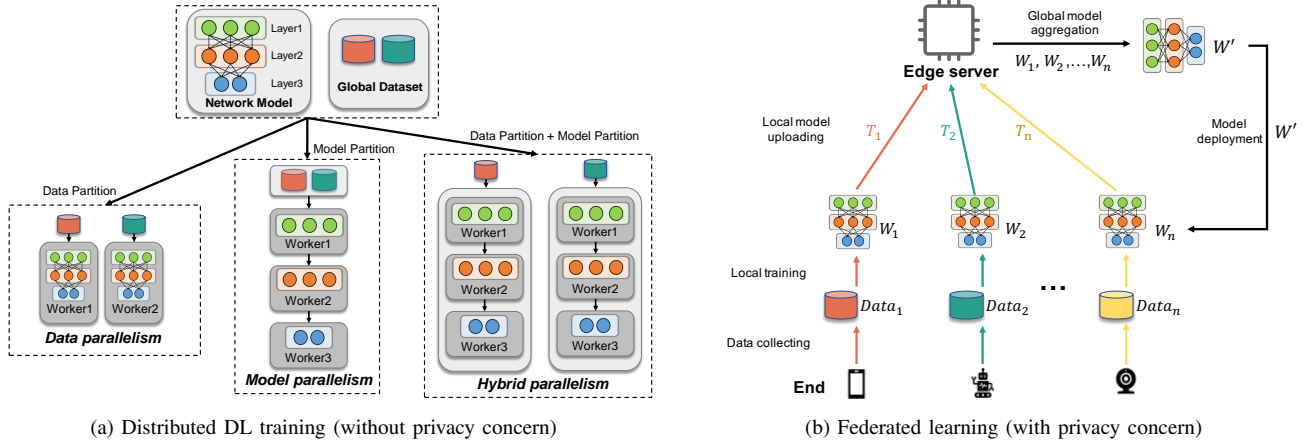 Layer1
Layer2
Layer3
Network Model
Global Dataset
Data Partition
Model Partition
Data Partition + Model Partition
Worker1
Worker2
Data parallelism
Worker1
Worker2
Worker3
Model parallelism
Worker1
Worker2
Worker3
Worker1
Worker2
Worker3
Hybrid parallelism
(a) Distributed DL training (without privacy concern)
Edge server
Global model
aggregation
W₁, W₂,...,Wₙ
W'
Model
deployment
W'
Local model
uploading
T₁
T₂
Tₙ
W₁
W₂
Wₙ
Local training
Data₁
Data₂
...
Dataₙ
Data collecting
End
(b) Federated learning (with privacy concern)